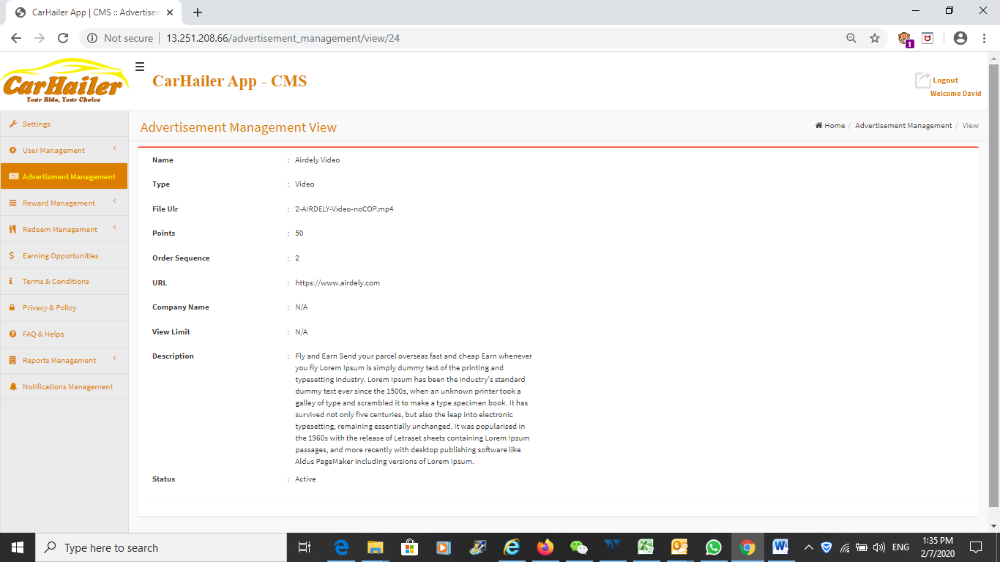 CarHailer App | CMS :: Advertisen
Not secure
13.251.208.66/advertisement_management/view/24
1
CarHailer
Your Ride, Your Choice
CarHailer App - CMS
Logout
Welcome David
Settings
User Management
Advertisment Management
Reward Management
Redeem Management
Earning Opportunities
Terms & Conditions
Privacy & Policy
FAQ & Helps
Reports Management
Notifications Management
Advertisement Management View
Home / Advertisement Management / View
Name : Airdely Video
Type : Video
File Ulr : 2-AIRDELY-Video-noCOP.mp4
Points : 50
Order Sequence : 2
URL : https://www.airdely.com
Company Name : N/A
View Limit : N/A
Description : Fly and Earn Send your parcel overseas fast and cheap Earn whenever
you fly Lorem Ipsum is simply dummy text of the printing and
typesetting industry. Lorem Ipsum has been the industry's standard
dummy text ever since the 1500s, when an unknown printer took a
galley of type and scrambled it to make a type specimen book. It has
survived not only five centuries, but also the leap into electronic
typesetting, remaining essentially unchanged. It was popularised in
the 1960s with the release of Letraset sheets containing Lorem Ipsum
passages, and more recently with desktop publishing software like
Aldus PageMaker including versions of Lorem Ipsum.
Status : Active
Type here to search
ENG
1:35 PM
2/7/2020